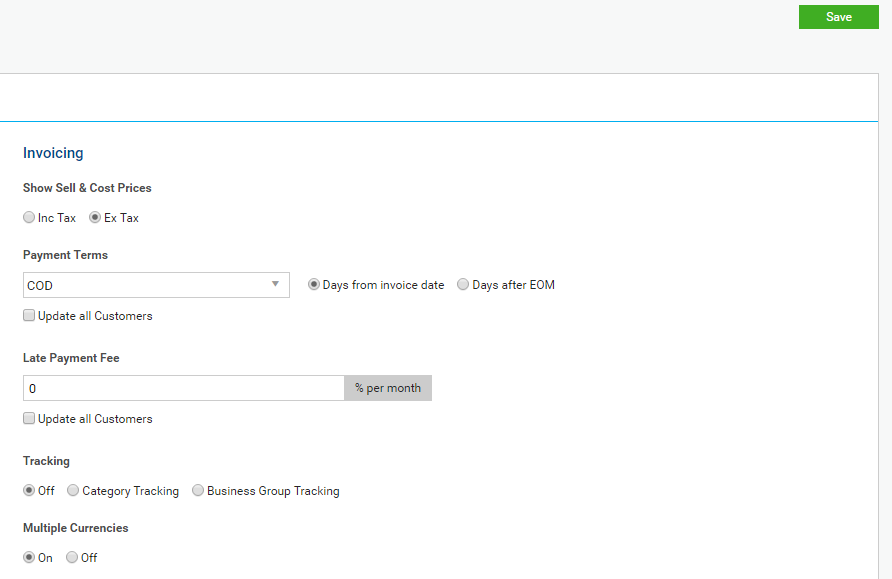 Save
Invoicing
Show Sell & Cost Prices
Inc Tax Ex Tax
Payment Terms
COD Days from invoice date Days after EOM
Update all Customers
Late Payment Fee
0 % per month
Update all Customers
Tracking
Off Category Tracking Business Group Tracking
Multiple Currencies
On Off